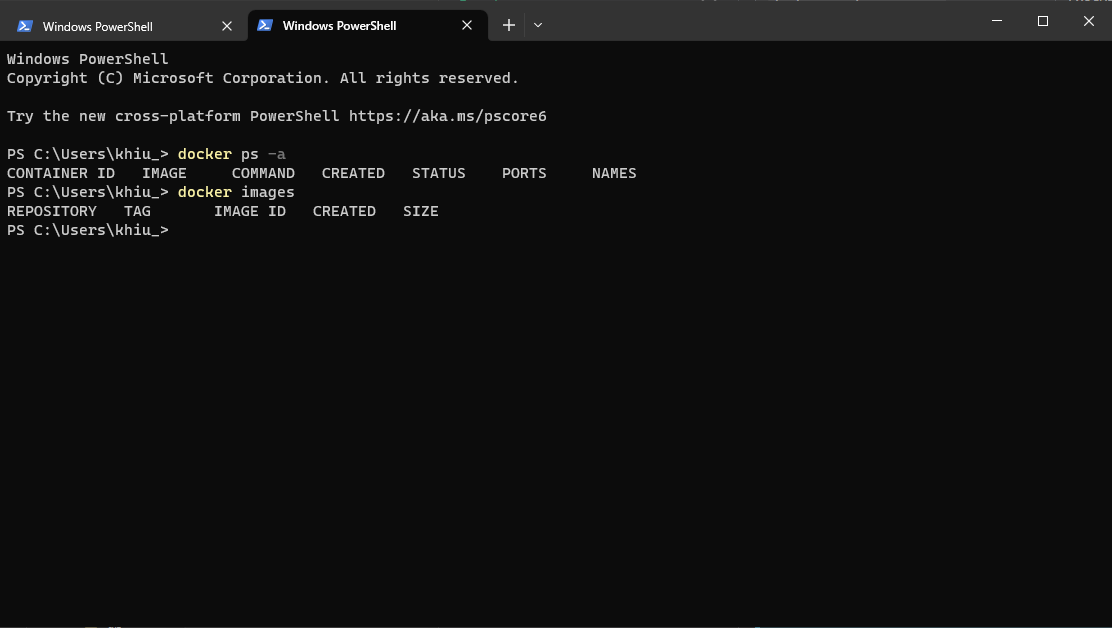 Windows PowerShell
Windows PowerShell
Windows PowerShell
Copyright (C) Microsoft Corporation. All rights reserved.
Try the new cross-platform PowerShell https://aka.ms/pscore6
PS C:\Users\khiu_> docker ps -a
CONTAINER ID   IMAGE     COMMAND   CREATED   STATUS    PORTS     NAMES
PS C:\Users\khiu_> docker images
REPOSITORY   TAG       IMAGE ID   CREATED   SIZE
PS C:\Users\khiu_>